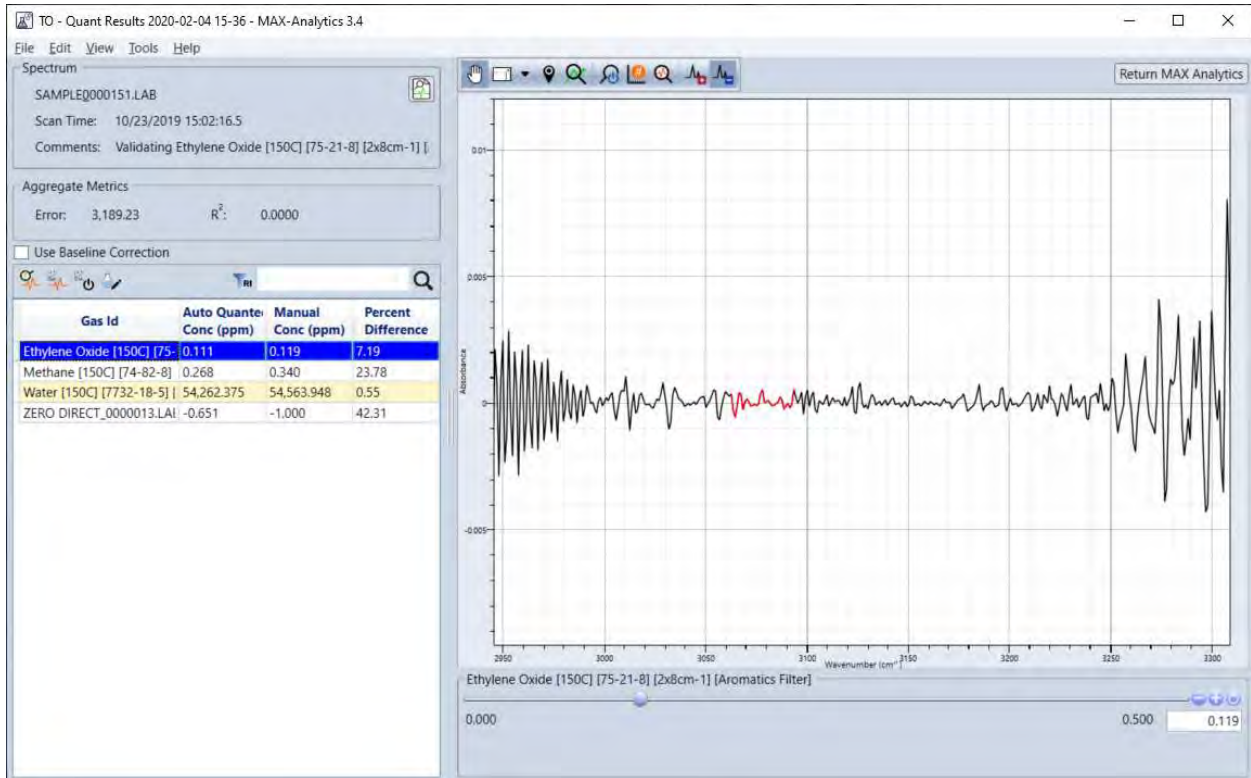 TO - Quant Results 2020-02-04 15-36 - MAX-Analytics 3.4
File Edit View Tools Help
Spectrum
SAMPLE0000151.LAB
Scan Time: 10/23/2019 15:02:16.5
Comments: Validating Ethylene Oxide [150C] [75-21-8] [2x8cm-1] [
Aggregate Metrics
Error: 3,189.23 R²: 0.0000
Use Baseline Correction
RI
Gas Id Auto Quante Manual Percent
Conc (ppm) Conc (ppm) Difference
Ethylene Oxide [150C] [75- 0.111 0.119 7.19
Methane [150C] [74-82-8] 0.268 0.340 23.78
Water [150C] [7732-18-5] [ 54,262.375 54,563.948 0.55
ZERO DIRECT_0000013.LAI -0.651 -1.000 42.31
Return MAX Analytics
0.01
0.005
0
-0.005
Absorbance
2950 3000 3050 3100 3150 3200 3250 3300
Wavenumber (cm⁻¹)
Ethylene Oxide [150C] [75-21-8] [2x8cm-1] [Aromatics Filter]
0.000 0.500 0.119